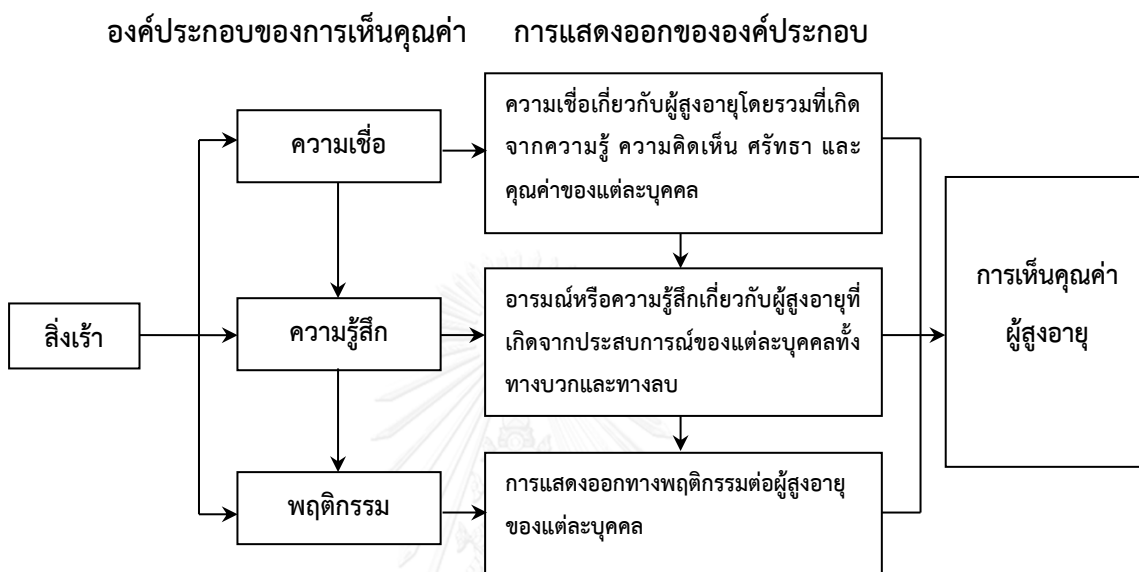 องค์ประกอบของการเห็นคุณค่า การแสดงออกขององค์ประกอบ
สิ่งเร้า
ความเชื่อ
ความรู้สึก
พฤติกรรม
ความเชื่อเกี่ยวกับผู้สูงอายุโดยรวมที่เกิด
จากความรู้ ความคิดเห็น ศรัทธา และ
คุณค่าของแต่ละบุคคล
อารมณ์หรือความรู้สึกเกี่ยวกับผู้สูงอายุที่
เกิดจากประสบการณ์ของแต่ละบุคคลทั้ง
ทางบวกและทางลบ
การแสดงออกทางพฤติกรรมต่อผู้สูงอายุ
ของแต่ละบุคคล
การเห็นคุณค่า
ผู้สูงอายุ